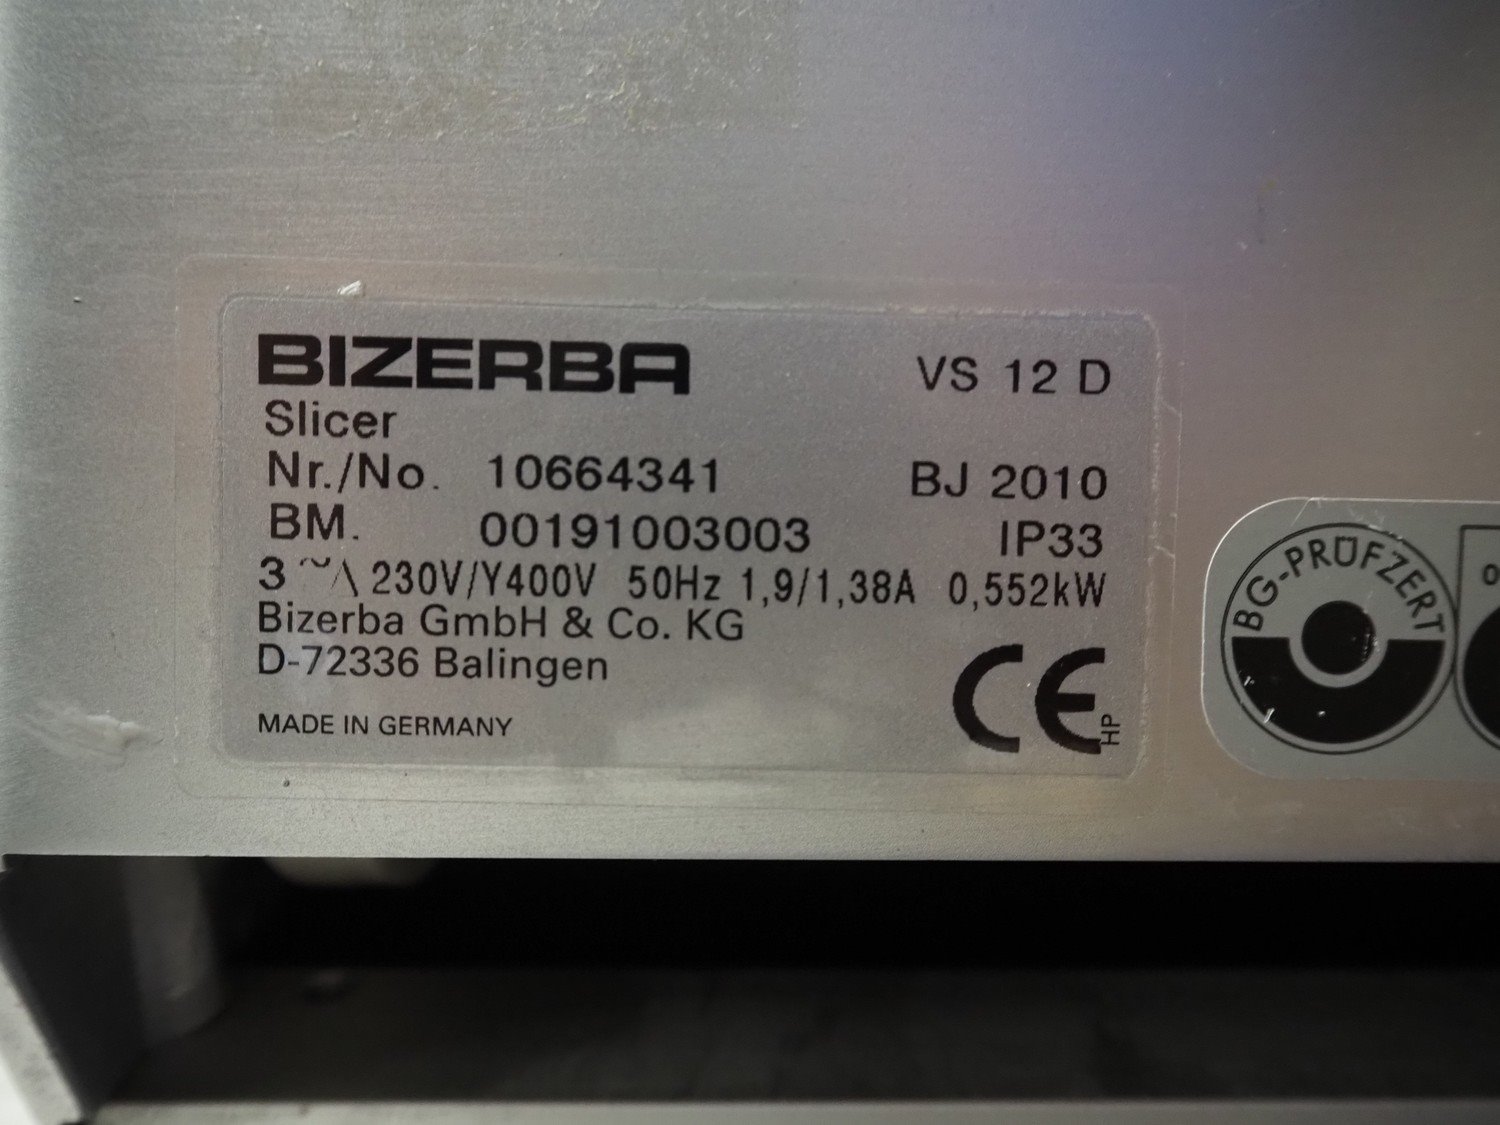 BIZERBA VS 12 D
Slicer
Nr./No. 10664341 BJ 2010
BM. 00191003003 IP33
3 ~ 230V/Y400V 50Hz 1,9/1,38A 0,552kW
Bizerba GmbH & Co. KG
D-72336 Balingen
MADE IN GERMANY
CE
HP
BG-PRÜFZERT